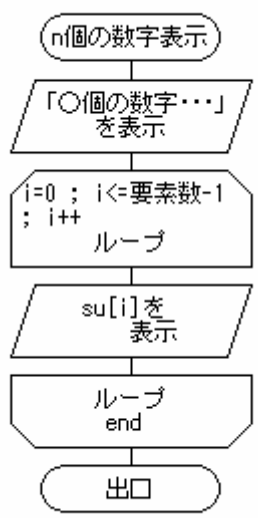 n個の数字表示
「○個の数字・・・」
を表示
i=0 ; i<=要素数-1
; i++
ループ
su[i]を
表示
ループ
end
出口